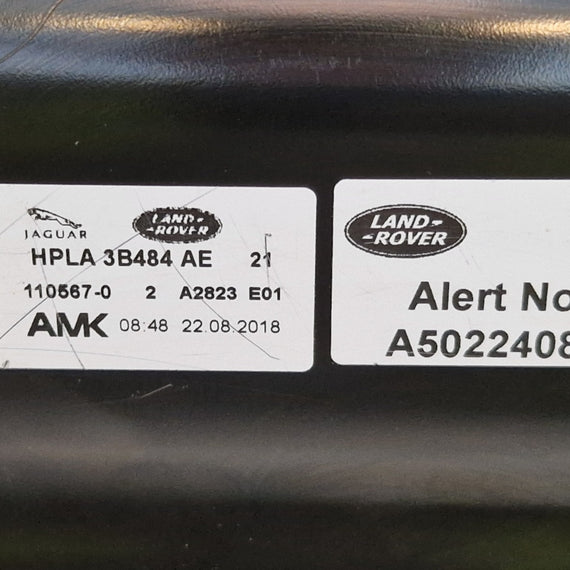 JAGUAR LAND-ROVER
HPLA 3B484 AE 21
110567-0 2 A2823 E01
AMK 08:48 22.08.2018
LAND-ROVER
Alert No
A5022408